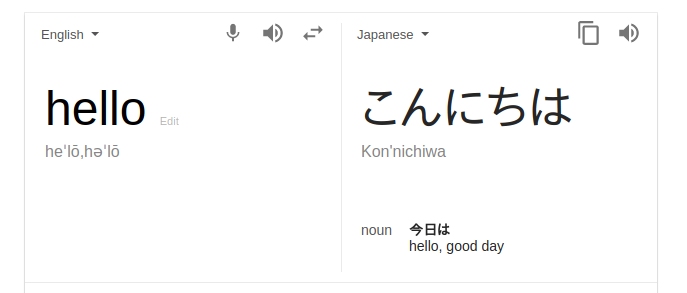 English
Japanese
hello Edit
heˈlō,həˈlō
こんにちは
Kon'nichiwa
noun 今日は
hello, good day